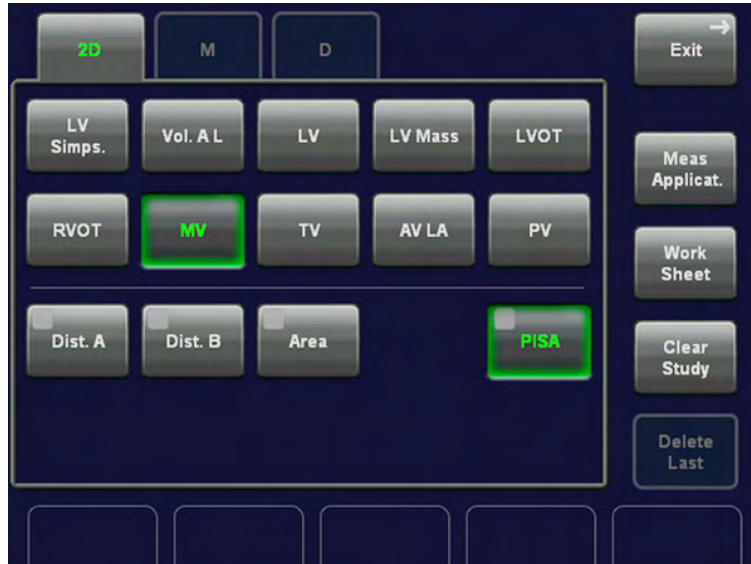 2D
M
D
Exit
LV
Simps.
Vol. A L
LV
LV Mass
LVOT
Meas
Applicat.
RVOT
MV
TV
AV LA
PV
Work
Sheet
Dist. A
Dist. B
Area
PISA
Clear
Study
Delete
Last